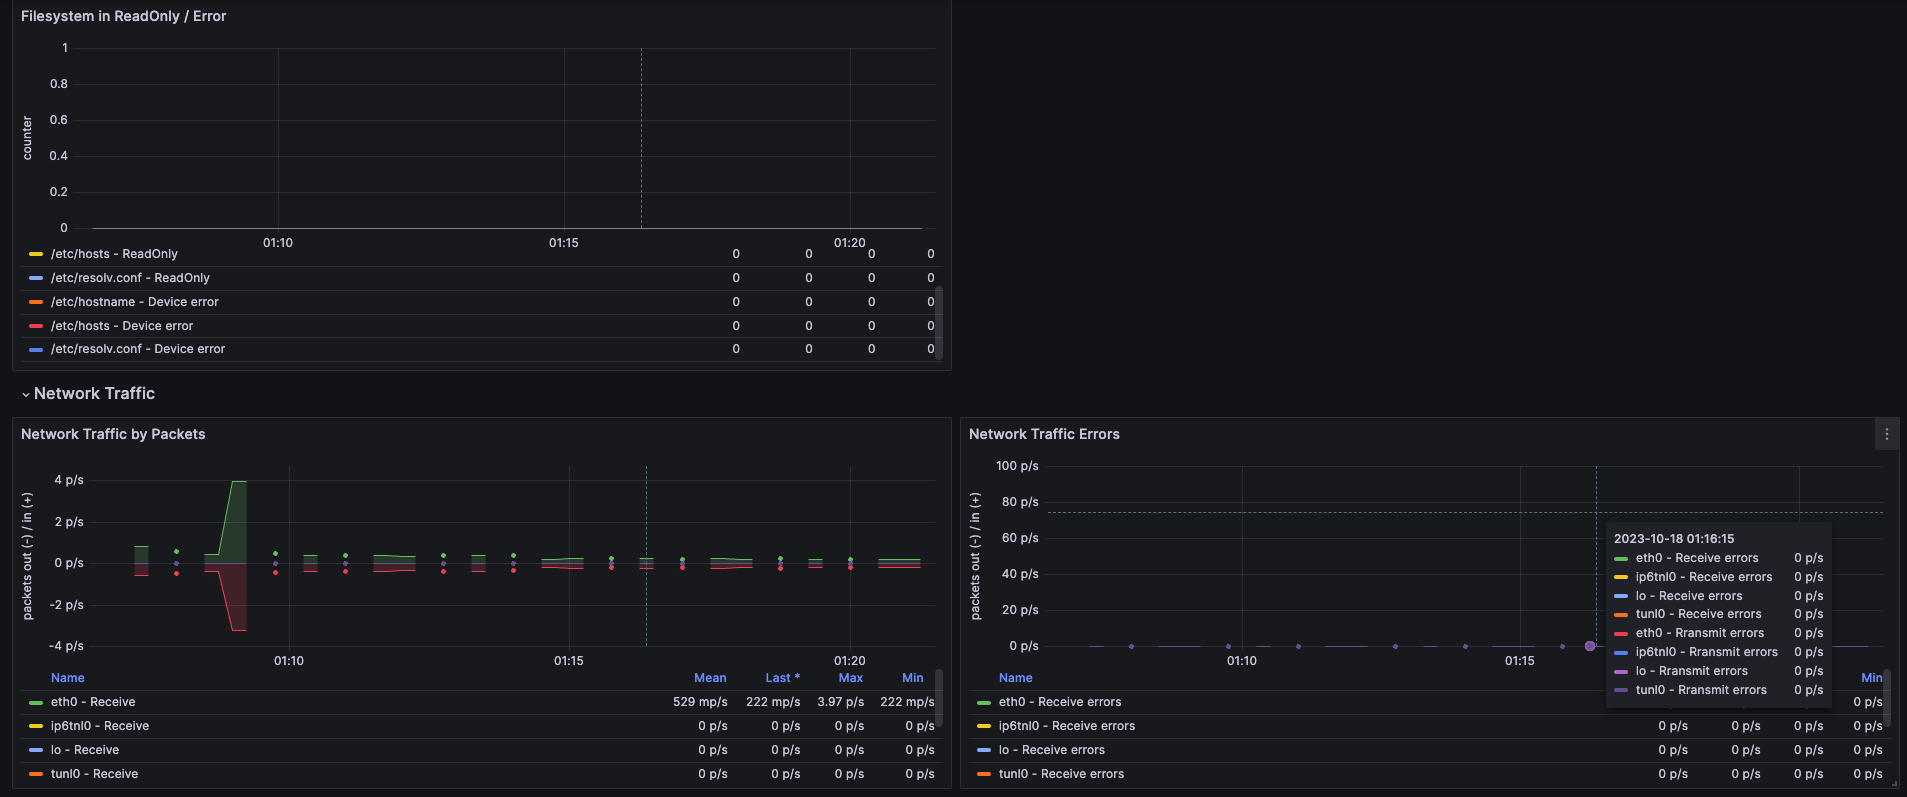 Filesystem in ReadOnly / Error
1
0.8
0.6
0.4
0.2
0
counter
01:10 01:15 01:20
/etc/hosts - ReadOnly 0 0 0 0
/etc/resolv.conf - ReadOnly 0 0 0 0
/etc/hostname - Device error 0 0 0 0
/etc/hosts - Device error 0 0 0 0
/etc/resolv.conf - Device error 0 0 0 0
Network Traffic
Network Traffic by Packets
4 p/s
2 p/s
0 p/s
-2 p/s
-4 p/s
packets out (-) / in (+)
01:10 01:15 01:20
Name Mean Last * Max Min
eth0 - Receive 529 mp/s 222 mp/s 3.97 p/s 222 mp/s
ip6tnl0 - Receive 0 p/s 0 p/s 0 p/s 0 p/s
lo - Receive 0 p/s 0 p/s 0 p/s 0 p/s
tunl0 - Receive 0 p/s 0 p/s 0 p/s 0 p/s
Network Traffic Errors
100 p/s
80 p/s
60 p/s
40 p/s
20 p/s
0 p/s
packets out (-) / in (+)
01:10 01:15
2023-10-18 01:16:15
eth0 - Receive errors 0 p/s
ip6tnl0 - Receive errors 0 p/s
lo - Receive errors 0 p/s
tunl0 - Receive errors 0 p/s
eth0 - Rransmit errors 0 p/s
ip6tnl0 - Rransmit errors 0 p/s
lo - Rransmit errors 0 p/s
tunl0 - Rransmit errors 0 p/s
Name Min
eth0 - Receive errors 0 p/s
ip6tnl0 - Receive errors 0 p/s 0 p/s 0 p/s 0 p/s
lo - Receive errors 0 p/s 0 p/s 0 p/s 0 p/s
tunl0 - Receive errors 0 p/s 0 p/s 0 p/s 0 p/s